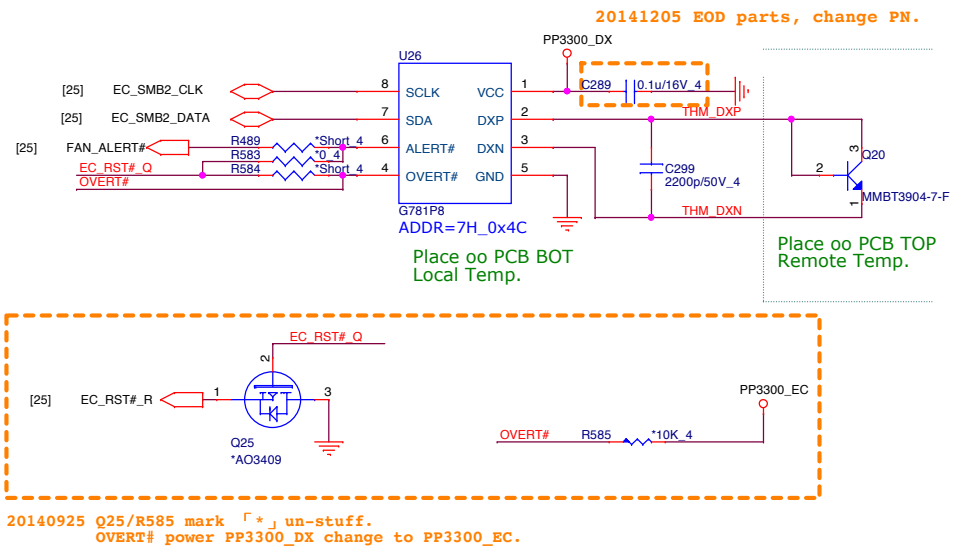 20141205 EOD parts, change PN.
PP3300_DX
U26
C289
0.1u/16V_4
[25]
EC_SMB2_CLK
8
SCLK
VCC
1
[25]
EC_SMB2_DATA
7
SDA
DXP
2
THM_DXP
[25]
FAN_ALERT#
R489
*Short_4
6
ALERT#
DXN
3
R583
*0_4
EC_RST#_Q
R584
*Short_4
4
OVERT#
GND
5
OVERT#
C299
2200p/50V_4
2
3
Q20
1
MMBT3904-7-F
THM_DXN
G781P8
ADDR=7H_0x4C
Place oo PCB BOT
Local Temp.
Place oo PCB TOP
Remote Temp.
EC_RST#_Q
2
[25]
EC_RST#_R
1
3
Q25
*AO3409
PP3300_EC
OVERT#
R585
*10K_4
20140925 Q25/R585 mark 「*」un-stuff.
OVERT# power PP3300_DX change to PP3300_EC.